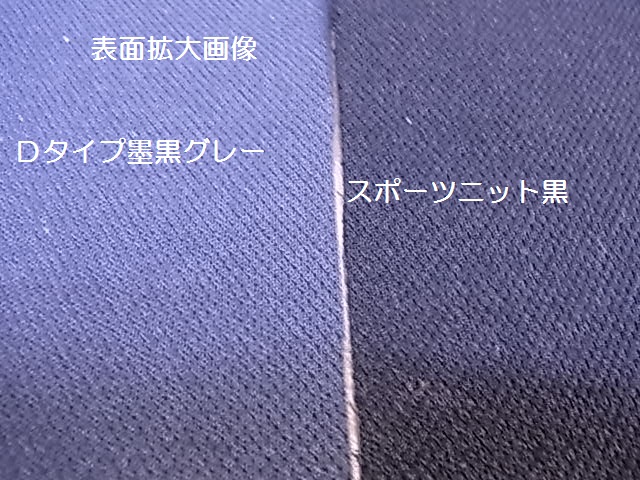 表面拡大画像
Dタイプ墨黒グレー
スポーツニット黒